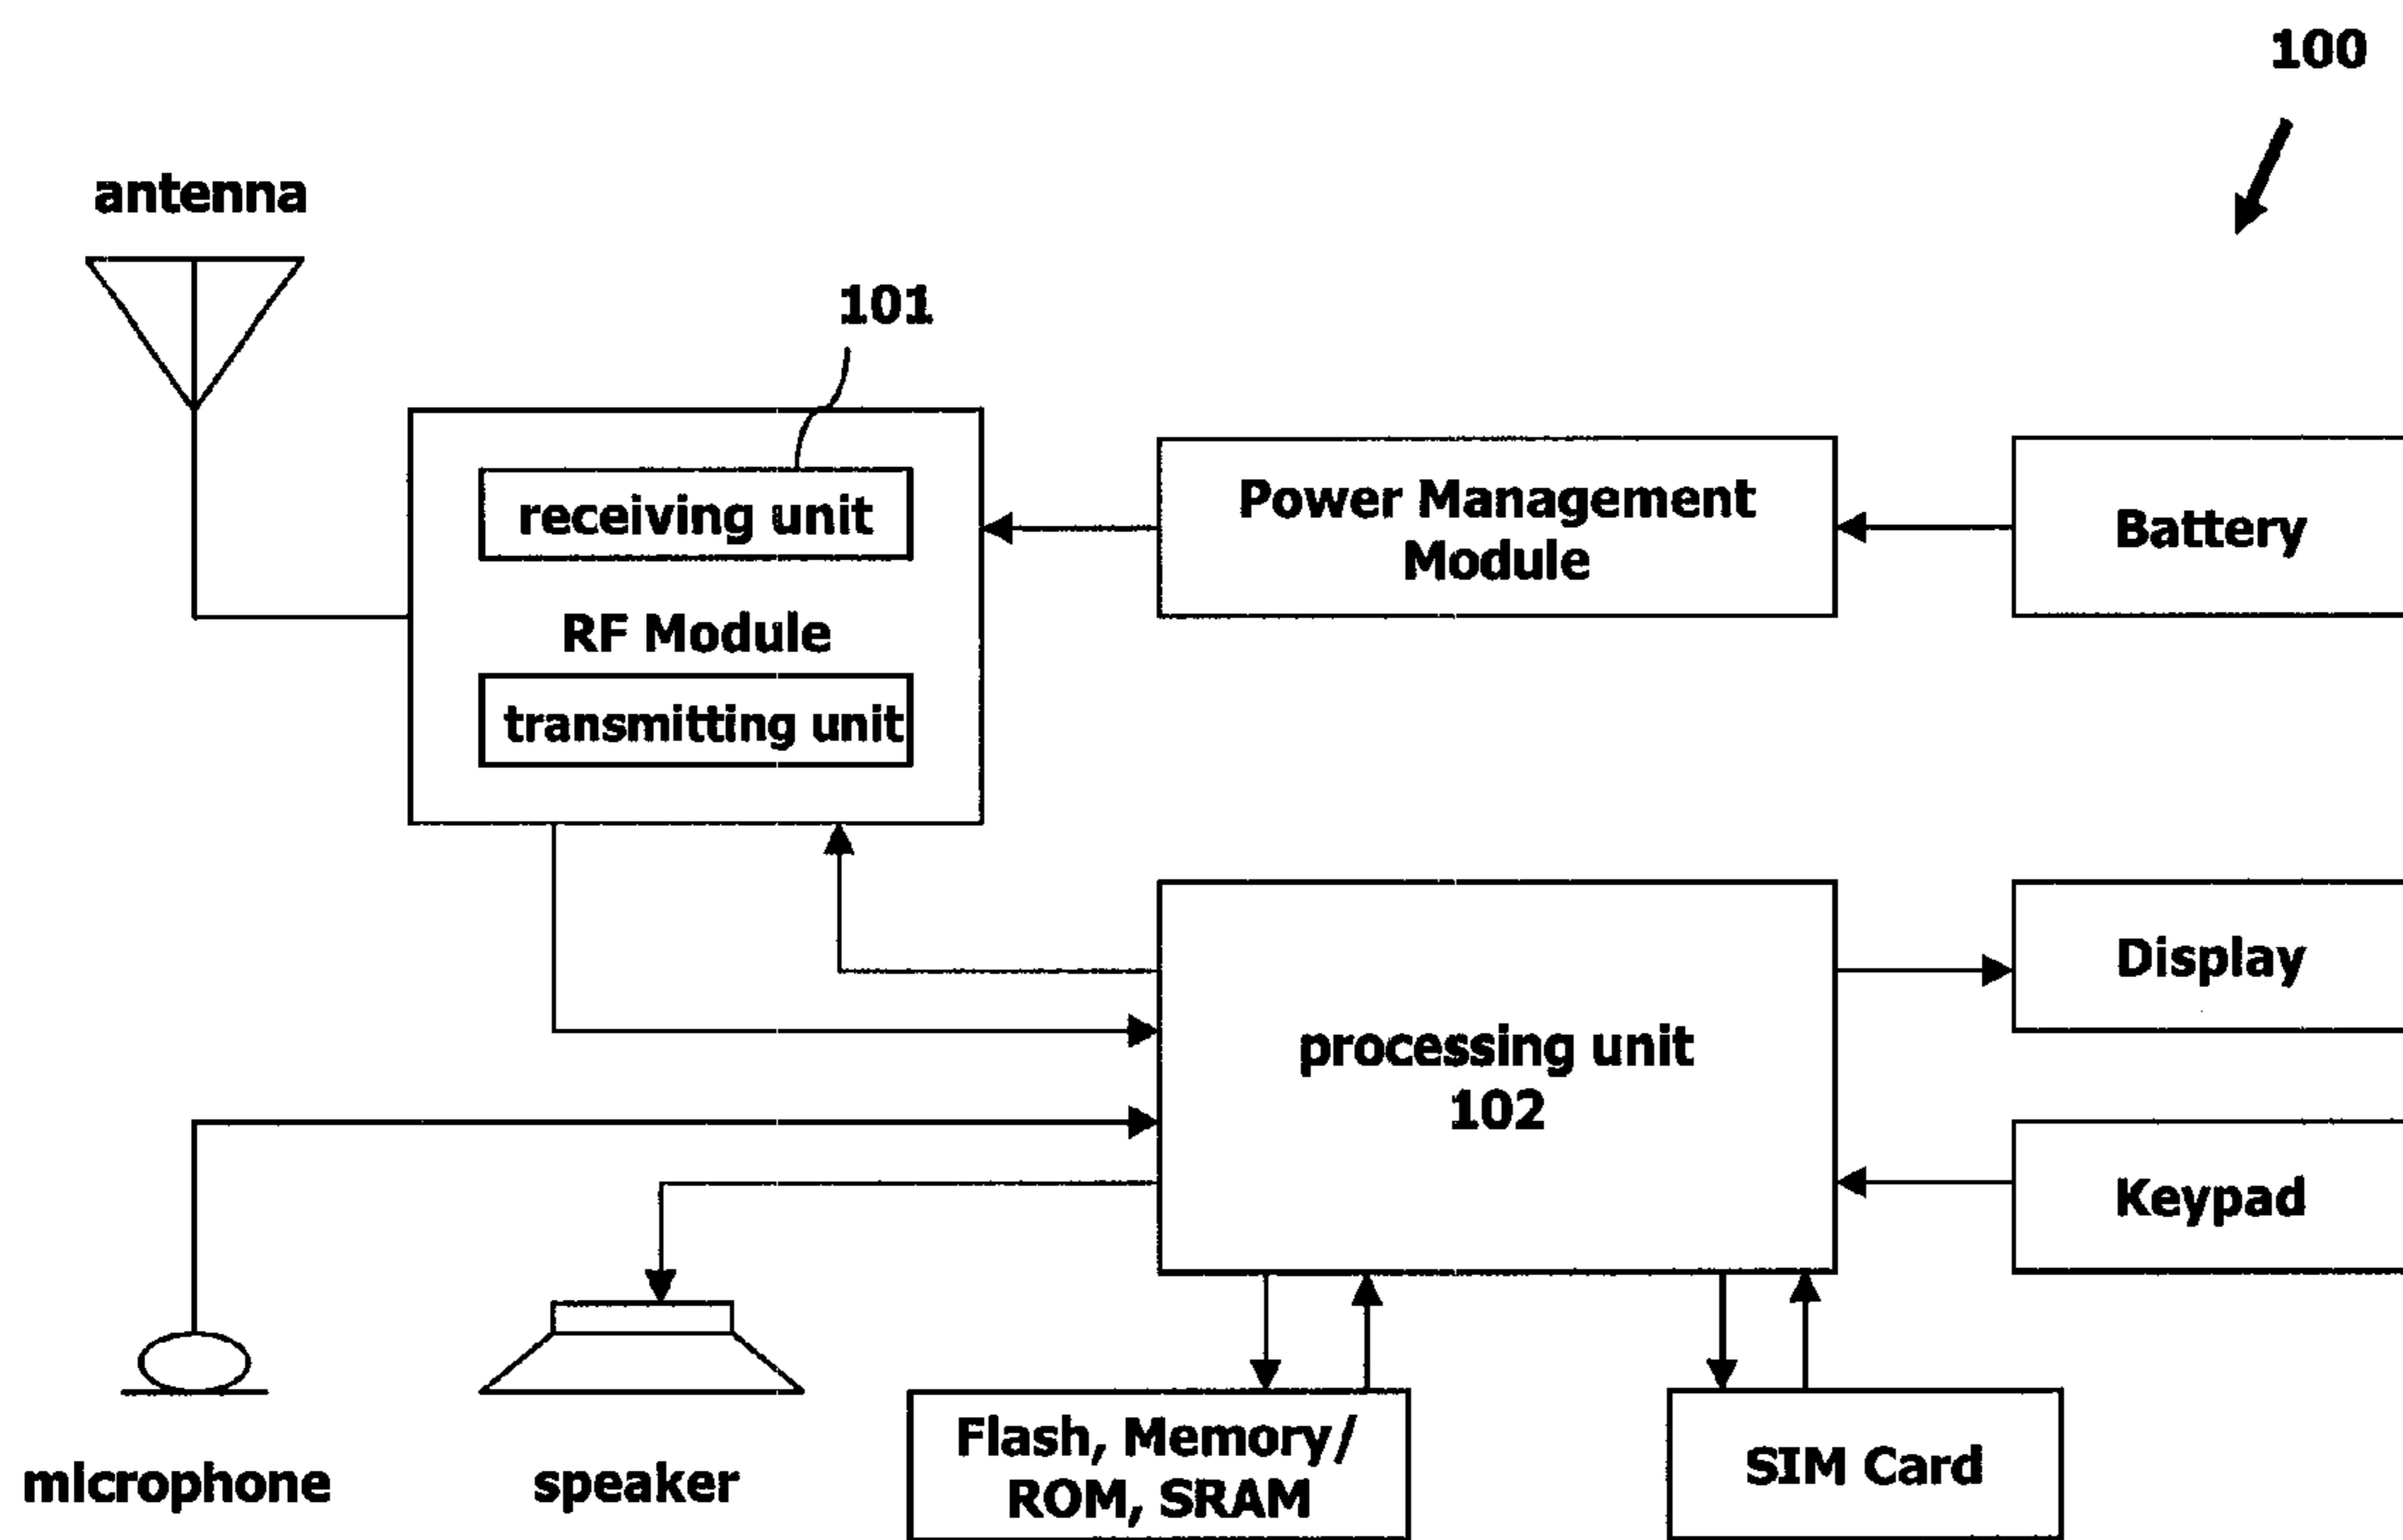 100
antenna
101
receiving unit
RF Module
transmitting unit
Power Management
Module
Battery
processing unit
102
Display
Keypad
microphone
speaker
Flash, Memory/
ROM, SRAM
SIM Card